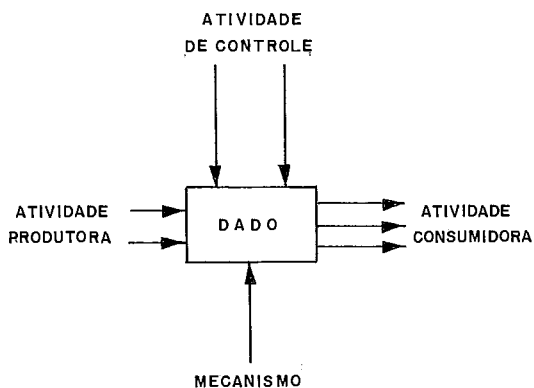 ATIVIDADE
DE CONTROLE
ATIVIDADE
PRODUTORA
DADO
ATIVIDADE
CONSUMIDORA
MECANISMO